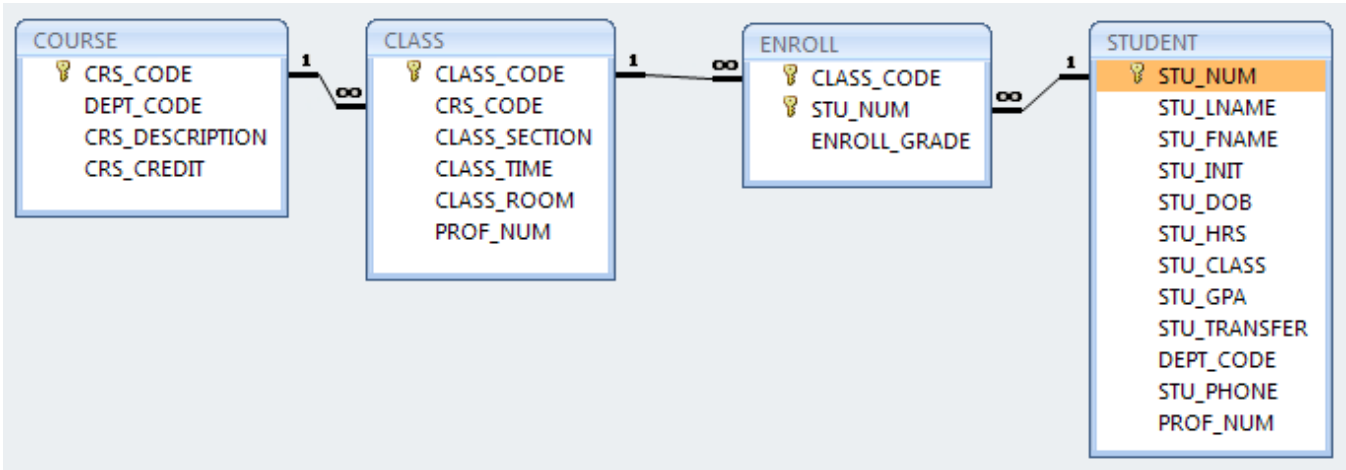 COURSE
CRS_CODE
DEPT_CODE
CRS_DESCRIPTION
CRS_CREDIT
1
∞
CLASS
CLASS_CODE
CRS_CODE
CLASS_SECTION
CLASS_TIME
CLASS_ROOM
PROF_NUM
1
∞
ENROLL
CLASS_CODE
STU_NUM
ENROLL_GRADE
∞
1
STUDENT
STU_NUM
STU_LNAME
STU_FNAME
STU_INIT
STU_DOB
STU_HRS
STU_CLASS
STU_GPA
STU_TRANSFER
DEPT_CODE
STU_PHONE
PROF_NUM